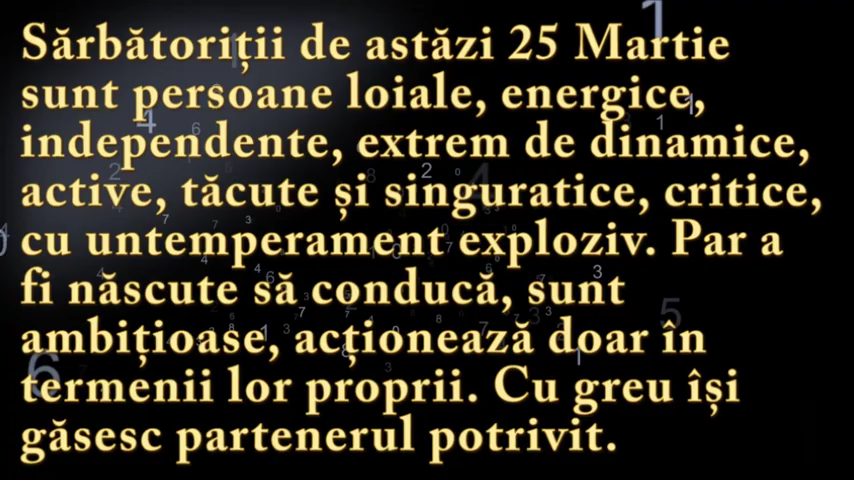 Sărbătoriții de astăzi 25 Martie
sunt persoane loiale, energice,
independente, extrem de dinamice,
active, tăcute și singuratice, critice,
cu untemperament exploziv. Par a
fi născute să conducă, sunt
ambițioase, acționează doar în
termenii lor proprii. Cu greu își
găsesc partenerul potrivit.